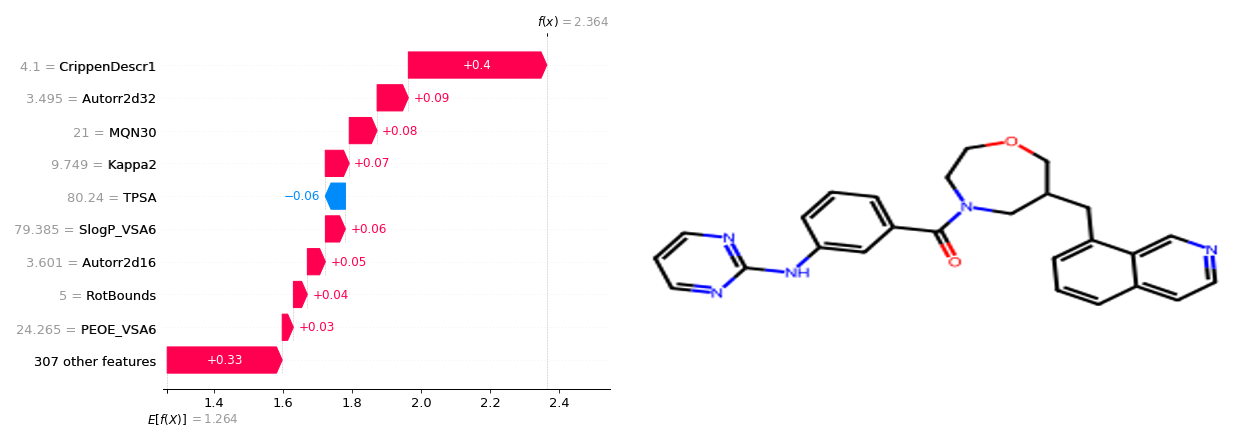 f(x) = 2.364
4.1 = CrippenDescr1
+0.4
3.495 = Autorr2d32
+0.09
21 = MQN30
+0.08
9.749 = Kappa2
+0.07
80.24 = TPSA
−0.06
79.385 = SlogP_VSA6
+0.06
3.601 = Autorr2d16
+0.05
5 = RotBounds
+0.04
24.265 = PEOE_VSA6
+0.03
307 other features
+0.33
1.4 1.6 1.8 2.0 2.2 2.4
E[f(X)] = 1.264
O
N
N
N
NH
N
O